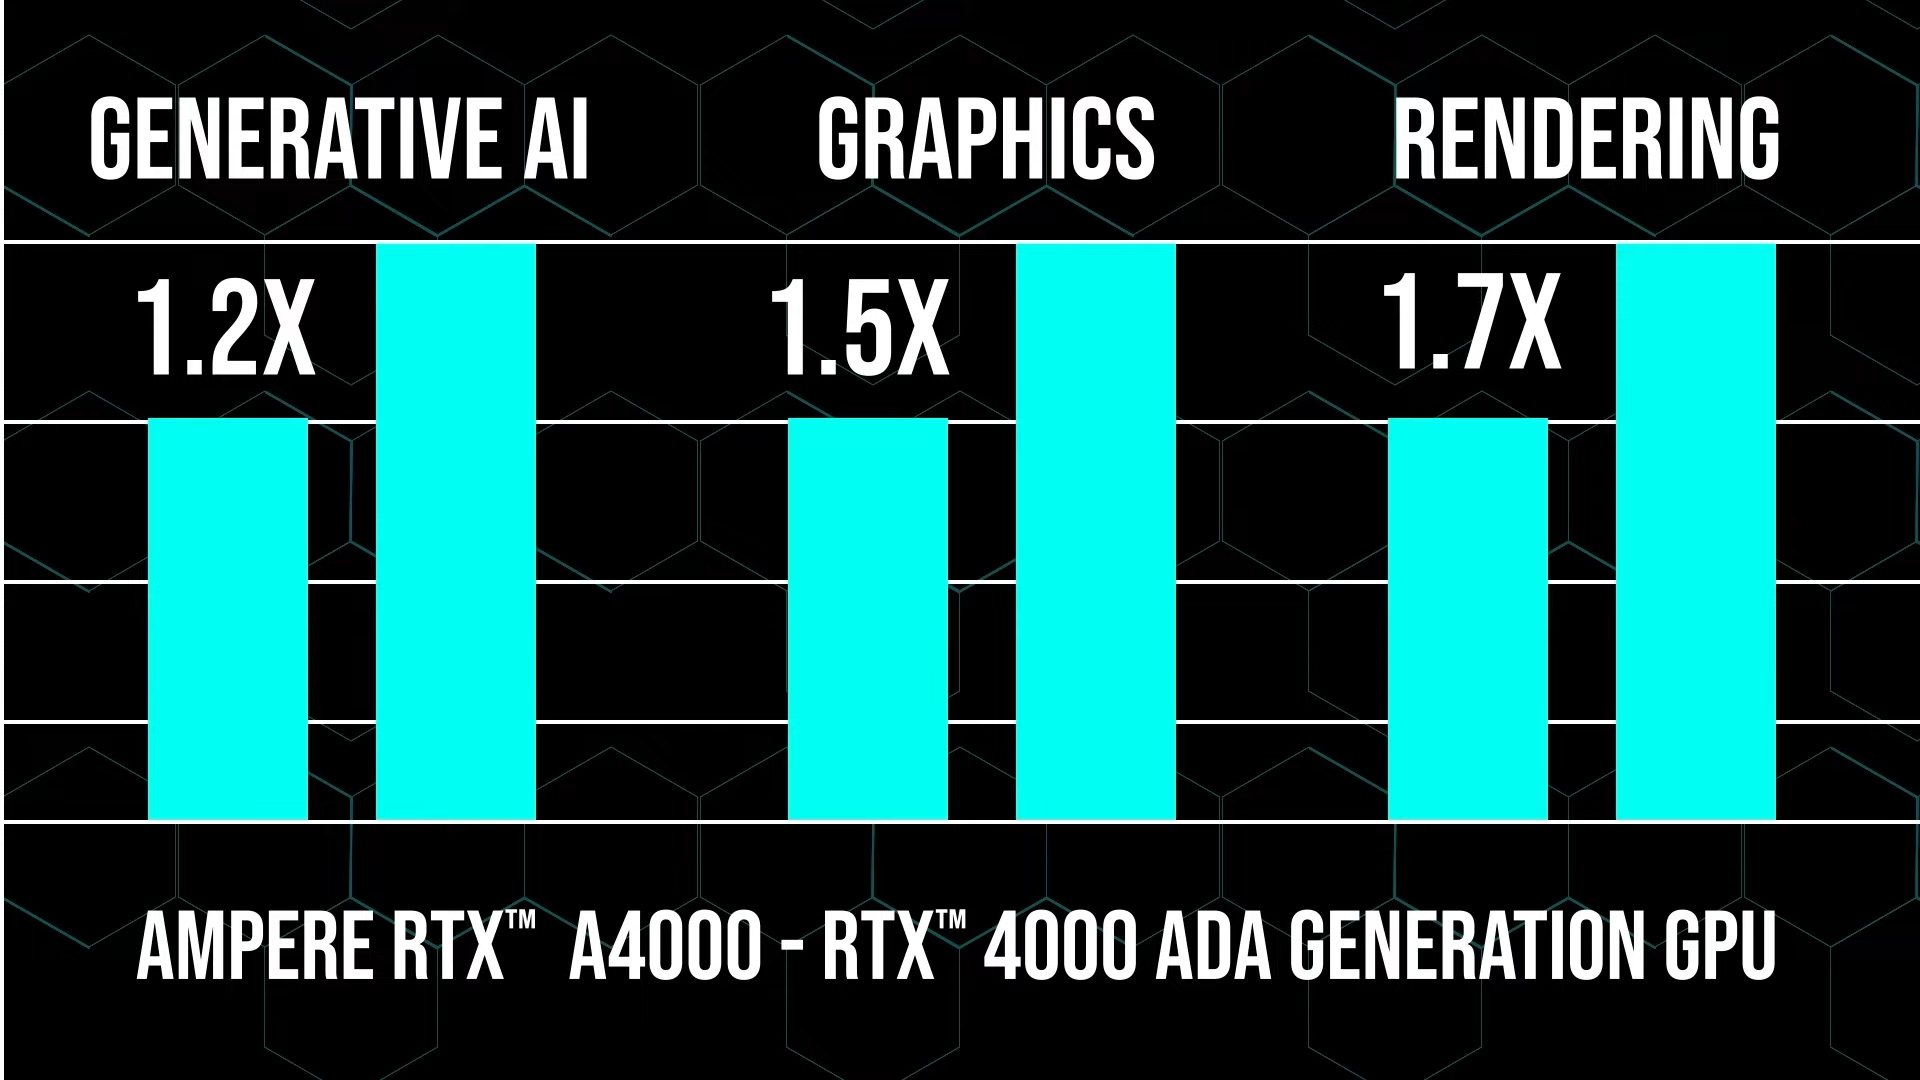 GENERATIVE AI GRAPHICS RENDERING
1.2X 1.5X 1.7X
AMPERE RTX™ A4000 - RTX™ 4000 ADA GENERATION GPU